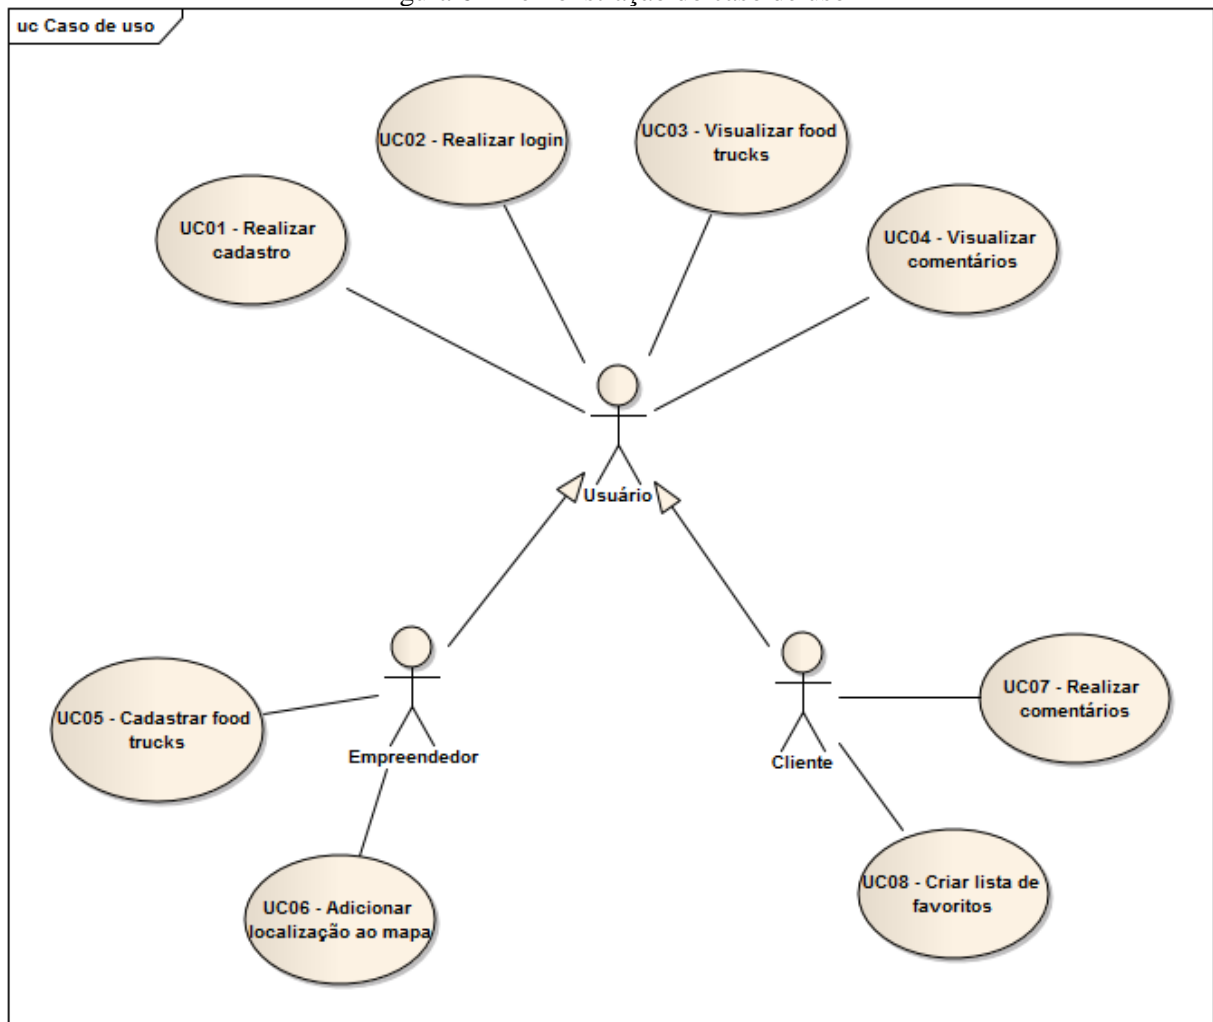 uc Caso de uso
UC02 - Realizar login
UC03 - Visualizar food
trucks
UC01 - Realizar
cadastro
UC04 - Visualizar
comentários
Usuário
UC05 - Cadastrar food
trucks
Empreendedor
Cliente
UC07 - Realizar
comentários
UC06 - Adicionar
localização ao mapa
UC08 - Criar lista de
favoritos